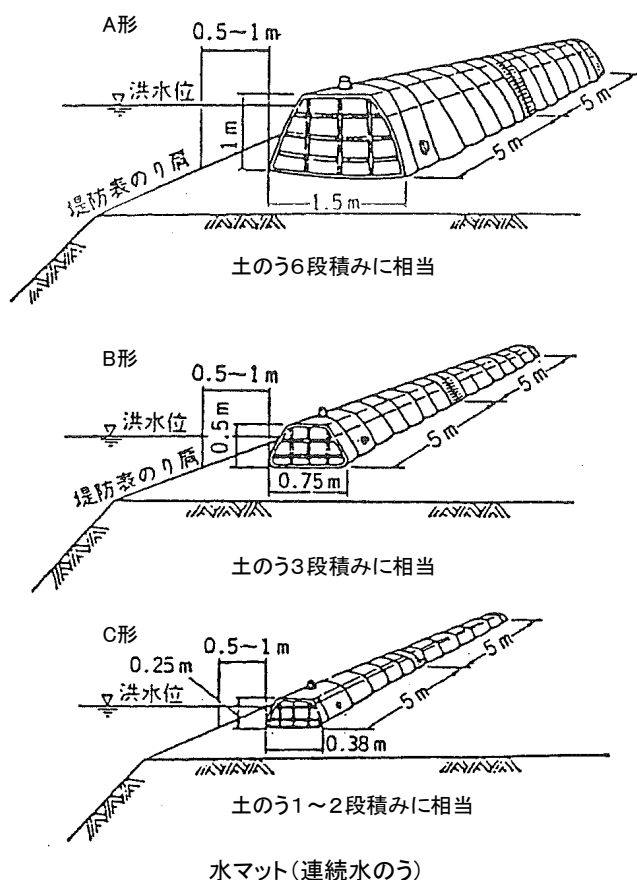 A形
0.5~1m
洪水位
1m
堤防表のり肩
1.5m
5m
5m
土のう6段積みに相当
B形
0.5~1m
洪水位
0.5m
堤防表のり肩
0.75m
5m
5m
土のう3段積みに相当
C形
0.5~1m
0.25m
洪水位
0.38m
5m
5m
土のう1~2段積みに相当
水マット(連続水のう)